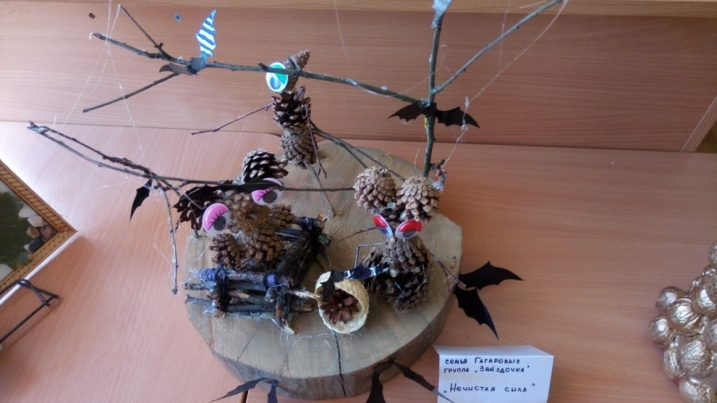 семья Гагаровых
группа „Звёздочка"
„Нечистая сила"